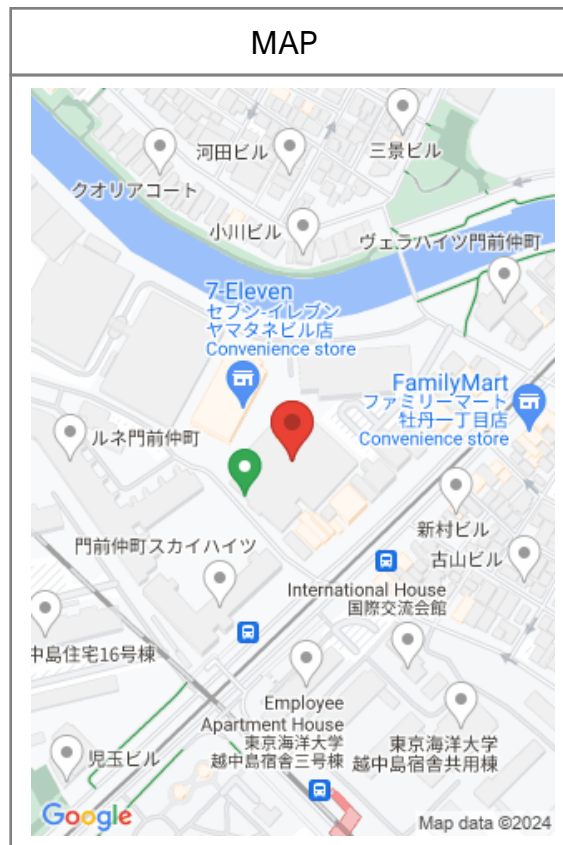 MAP
三景ビル
河田ビル
クオリアコート
小川ビル
ヴェラハイツ門前仲町
7-Eleven
セブン-イレブン
ヤマタネビル店
Convenience store
FamilyMart
ファミリーマート
牡丹一丁目店
Convenience store
ルネ門前仲町
新村ビル
門前仲町スカイハイツ
古山ビル
International House
国際交流会館
中島住宅16号棟
Employee
Apartment House
東京海洋大学
越中島宿舎三号棟
東京海洋大学
越中島宿舎共用棟
児玉ビル
Google
Map data ©2024